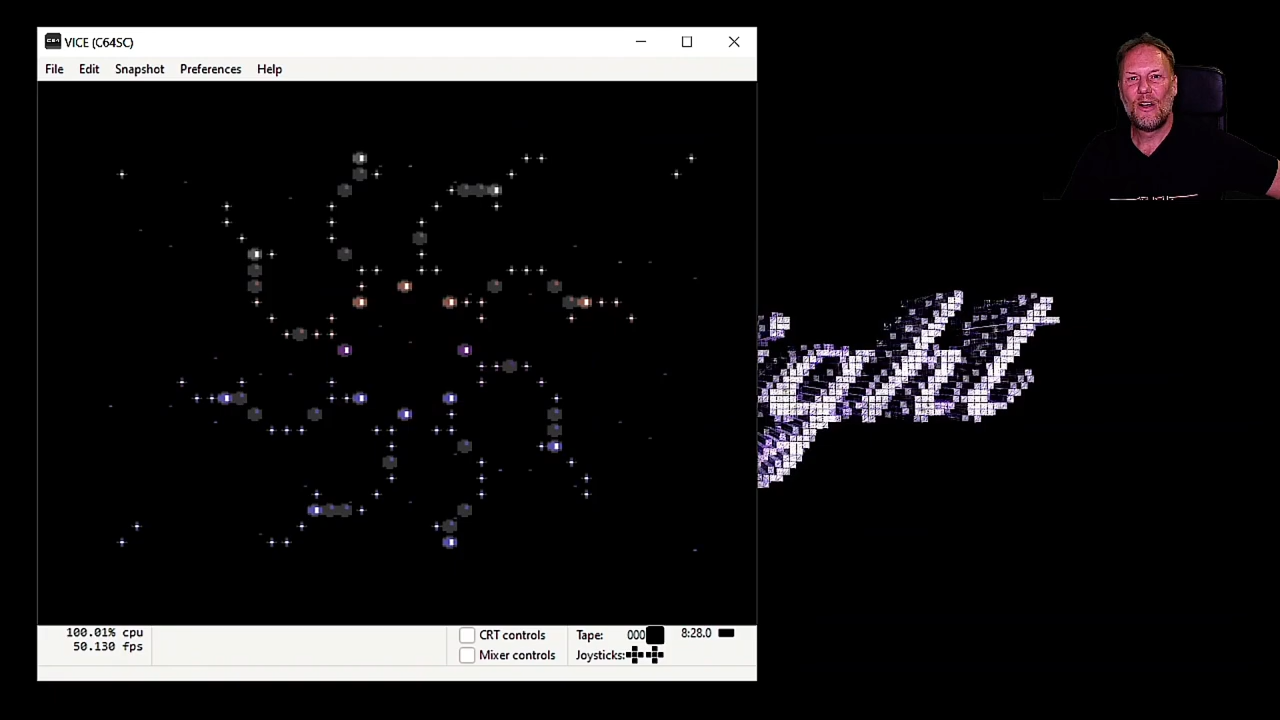 VICE (C64SC)
File Edit Snapshot Preferences Help
100.01% cpu
50.130 fps
CRT controls
Mixer controls
Tape: 000
Joysticks:
8:28.0